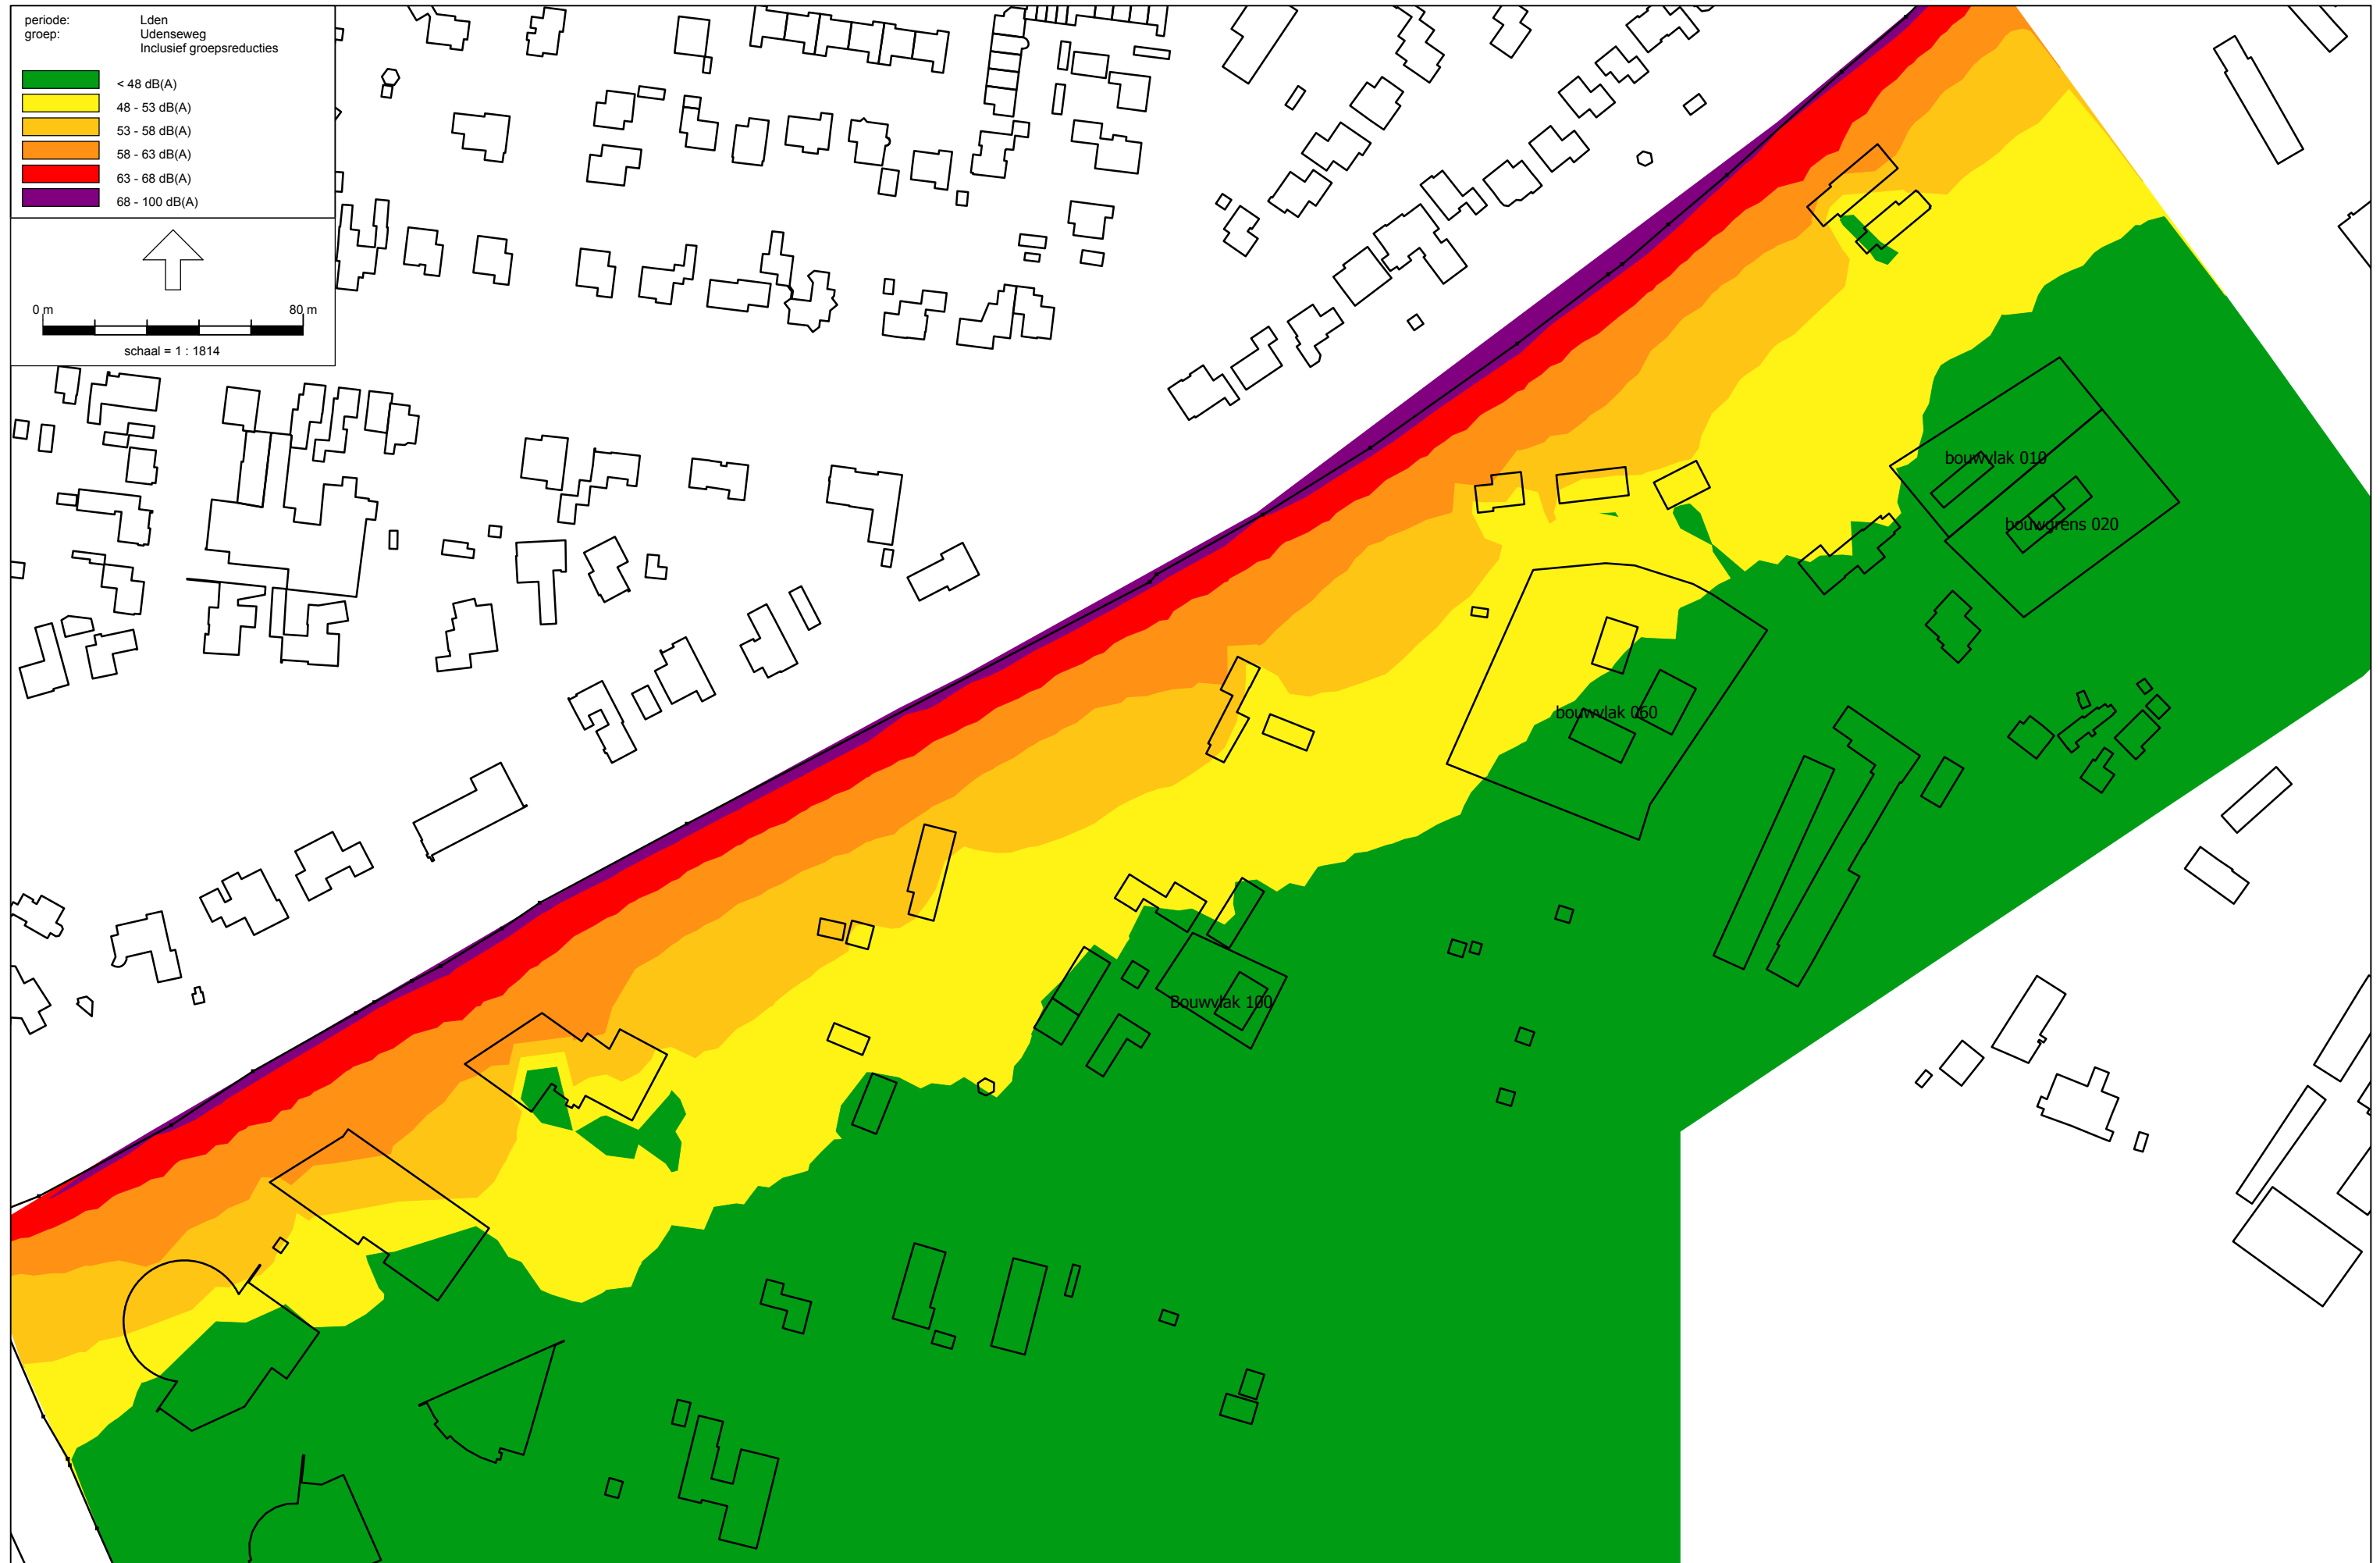 periode: Lden
groep: Udenseweg
Inclusief groepsreducties
< 48 dB(A)
48 - 53 dB(A)
53 - 58 dB(A)
58 - 63 dB(A)
63 - 68 dB(A)
68 - 100 dB(A)
0 m 80 m
schaal = 1 : 1814
bouwvlak 010
bouwgrens 020
bouwvlak 060
Bouwvlak 100